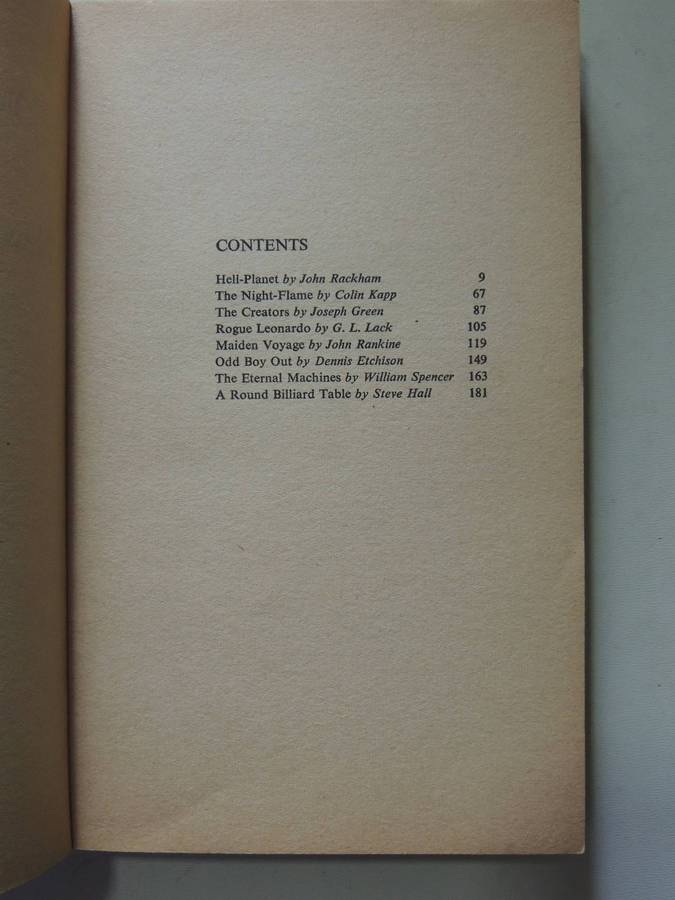 CONTENTS
Hell-Planet by John Rackham 9
The Night-Flame by Colin Kapp 67
The Creators by Joseph Green 87
Rogue Leonardo by G. L. Lack 105
Maiden Voyage by John Rankine 119
Odd Boy Out by Dennis Etchison 149
The Eternal Machines by William Spencer 163
A Round Billiard Table by Steve Hall 181